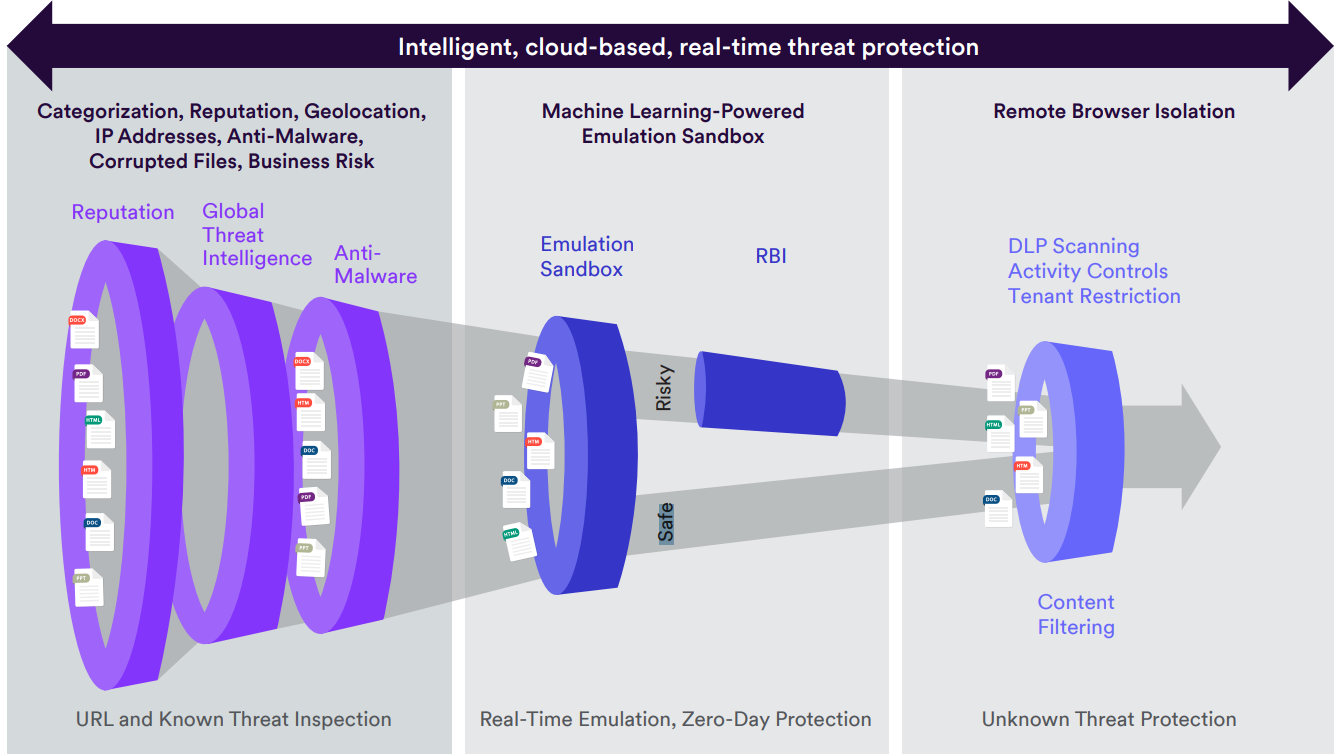 Intelligent, cloud-based, real-time threat protection
Categorization, Reputation, Geolocation,
IP Addresses, Anti-Malware,
Corrupted Files, Business Risk
Machine Learning-Powered
Emulation Sandbox
Remote Browser Isolation
Reputation
Global
Threat
Intelligence
Anti-
Malware
Emulation
Sandbox
RBI
DLP Scanning
Activity Controls
Tenant Restriction
DOCX
PDF
HTML
HTM
DOC
PPT
DOCX
HTM
DOC
PDF
PPT
PDF
PPT
HTM
DOC
HTML
Risky
Safe
PDF
PPT
HTML
HTM
DOC
Content
Filtering
URL and Known Threat Inspection
Real-Time Emulation, Zero-Day Protection
Unknown Threat Protection